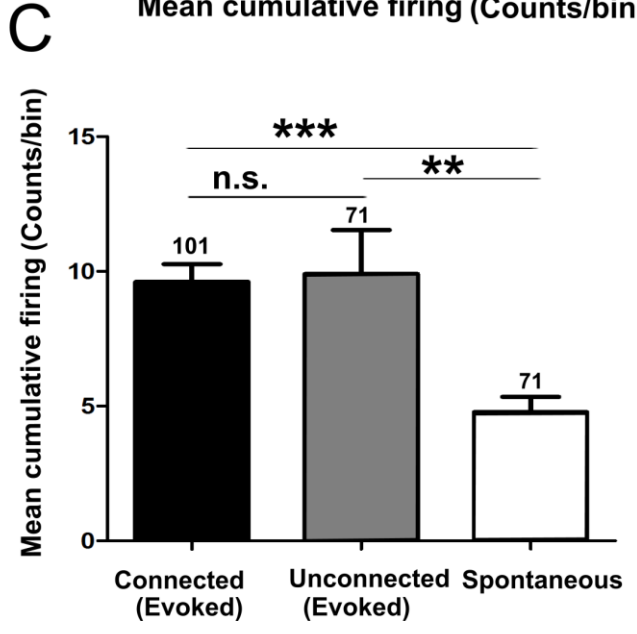 Mean cumulative firing (Counts/bin
C
Mean cumulative firing (Counts/bin)
15
10
5
0
***
**
n.s.
101
71
71
Connected
(Evoked)
Unconnected
(Evoked)
Spontaneous